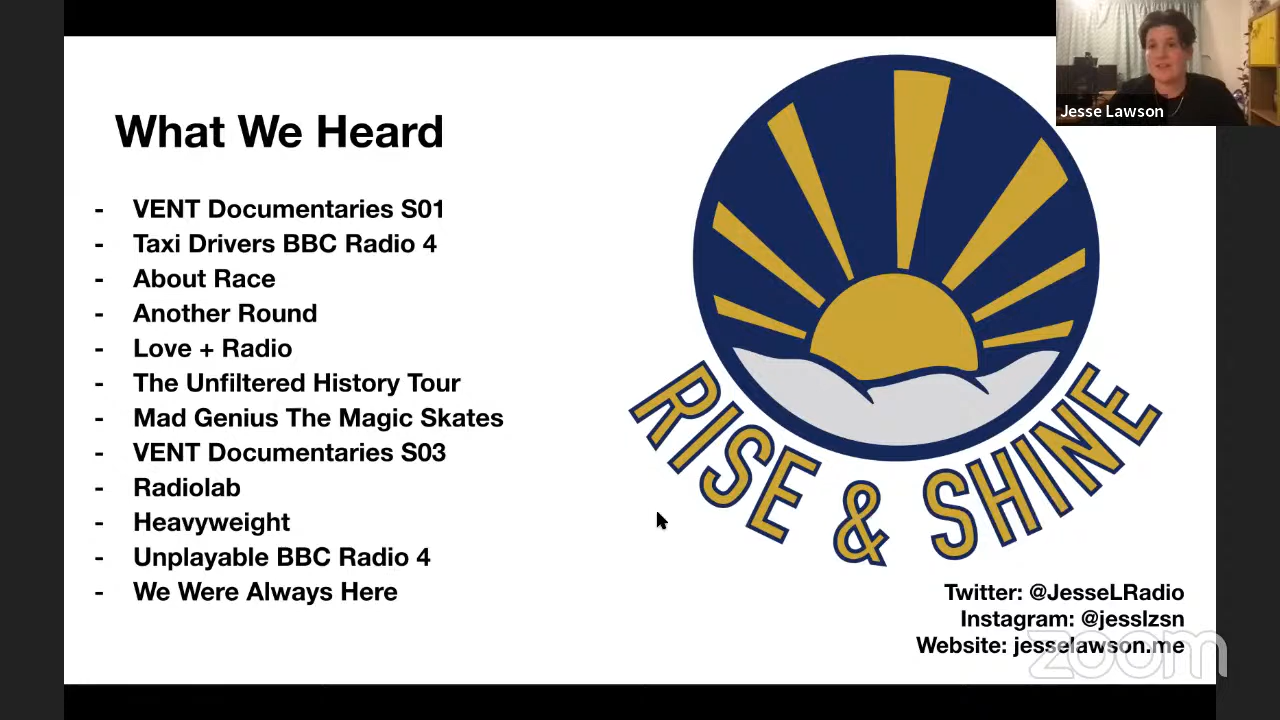 What We Heard
- VENT Documentaries S01
- Taxi Drivers BBC Radio 4
- About Race
- Another Round
- Love + Radio
- The Unfiltered History Tour
- Mad Genius The Magic Skates
- VENT Documentaries S03
- Radiolab
- Heavyweight
- Unplayable BBC Radio 4
- We Were Always Here
Jesse Lawson
RISE & SHINE
Twitter: @JesseLRadio
Instagram: @jesslzsn
Website: jesselawson.me
zoom